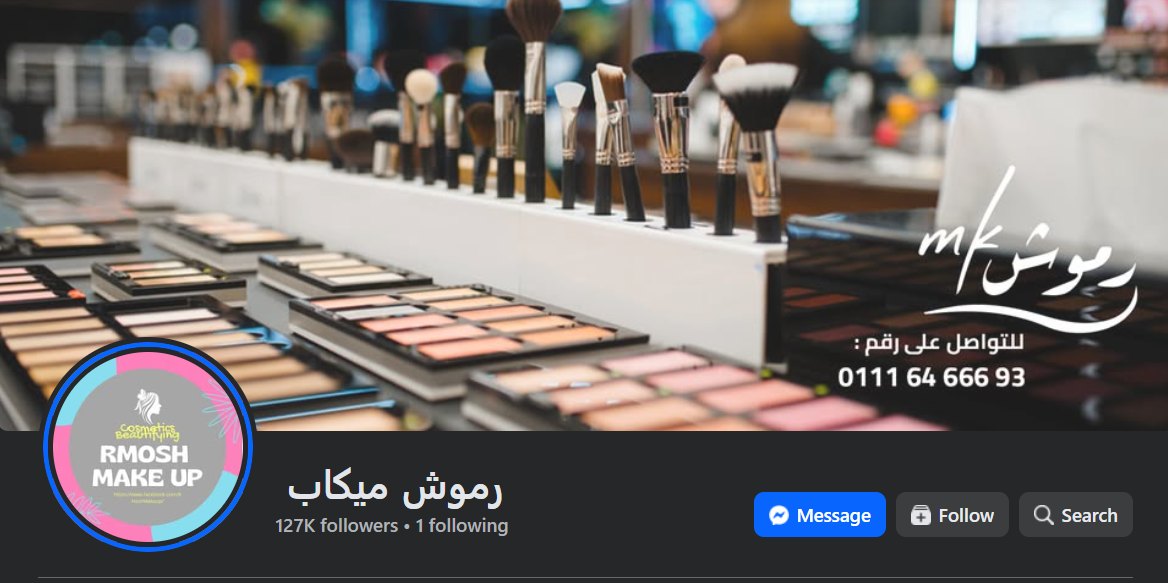 mk رموش
للتواصل على رقم :
0111 64 666 93
Cosmetics
Beautifying
RMOSH
MAKE UP
رموش ميكاب
127K followers • 1 following
Message
Follow
Search